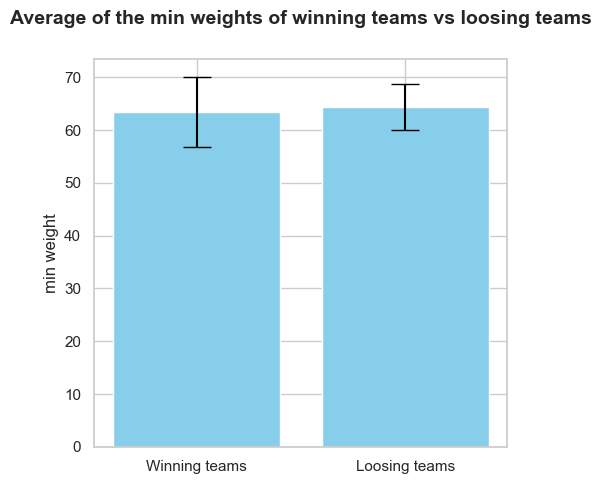 Average of the min weights of winning teams vs loosing teams
70
60
50
40
30
20
10
0
min weight
Winning teams
Loosing teams